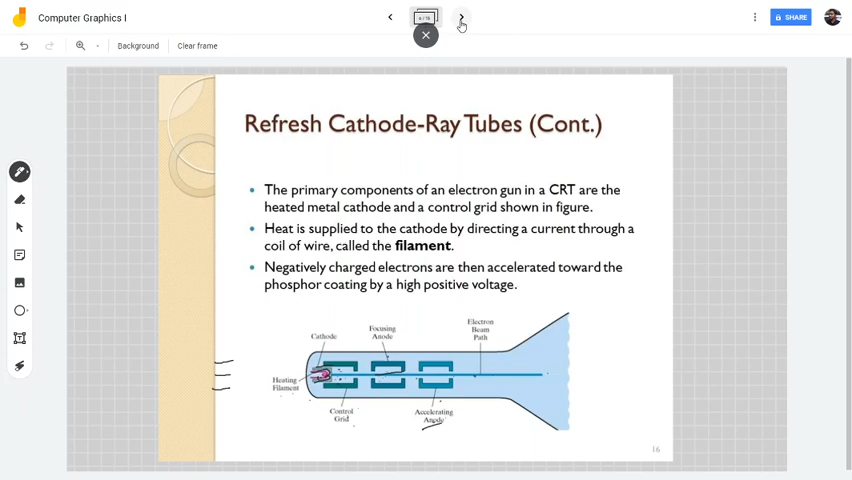 Computer Graphics I
SHARE
Background
Clear frame
Refresh Cathode-Ray Tubes (Cont.)
The primary components of an electron gun in a CRT are the
heated metal cathode and a control grid shown in figure.
Heat is supplied to the cathode by directing a current through a
coil of wire, called the filament.
Negatively charged electrons are then accelerated toward the
phosphor coating by a high positive voltage.
Cathode
Focusing
Anode
Electron
Beam
Path
Heating
Filament
Control
Grid
Accelerating
Anode
16